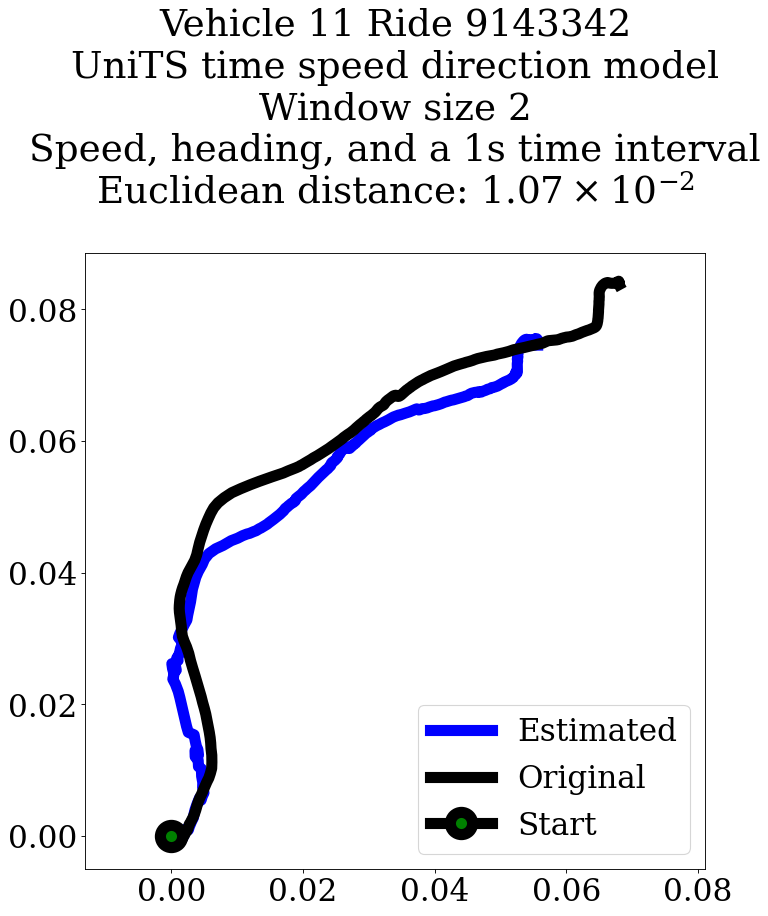 Vehicle 11 Ride 9143342
UniTS time speed direction model
Window size 2
Speed, heading, and a 1s time interval
Euclidean distance: 1.07 × 10⁻²
0.08
0.06
0.04
0.02
0.00
Estimated
Original
Start
0.00 0.02 0.04 0.06 0.08